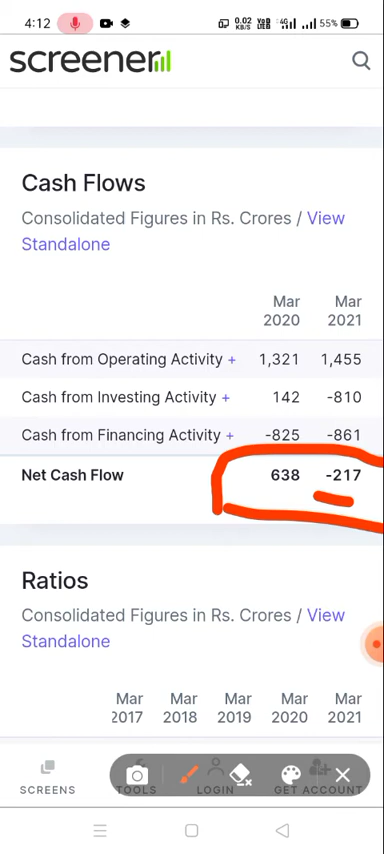 4:12 0.02 KB/S Vo LTE 4G 55%
screener
Cash Flows
Consolidated Figures in Rs. Crores / View
Standalone
Mar Mar
2020 2021
Cash from Operating Activity + 1,321 1,455
Cash from Investing Activity + 142 -810
Cash from Financing Activity + -825 -861
Net Cash Flow 638 -217
Ratios
Consolidated Figures in Rs. Crores / View
Standalone
Mar Mar Mar Mar Mar
2017 2018 2019 2020 2021
SCREENS TOOLS LOGIN GET ACCOUNT